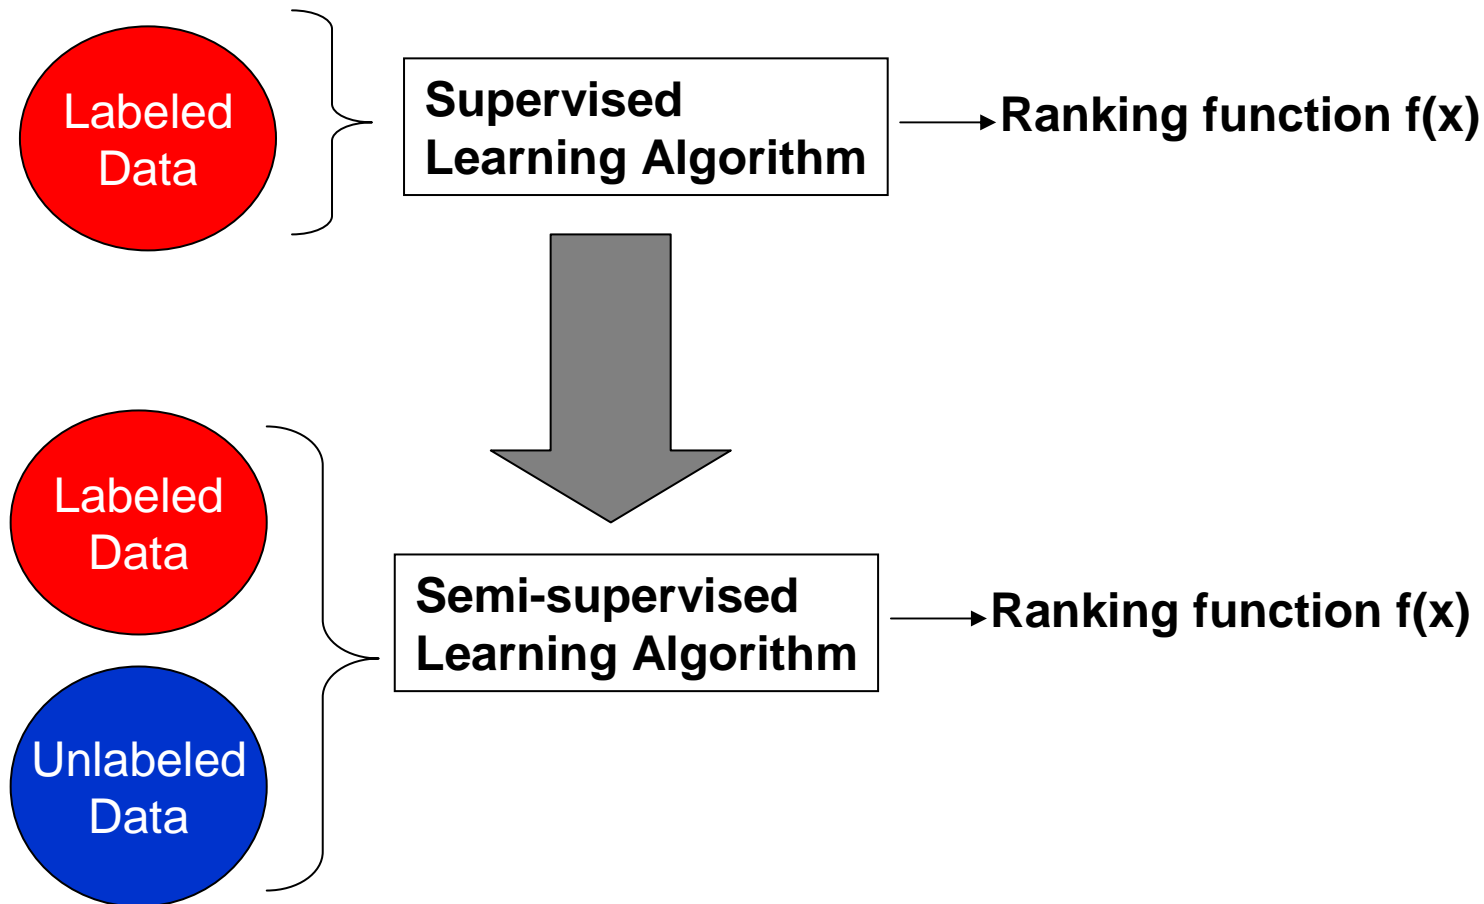 Labeled
Data
Supervised
Learning Algorithm
Ranking function f(x)
Labeled
Data
Semi-supervised
Learning Algorithm
Ranking function f(x)
Unlabeled
Data